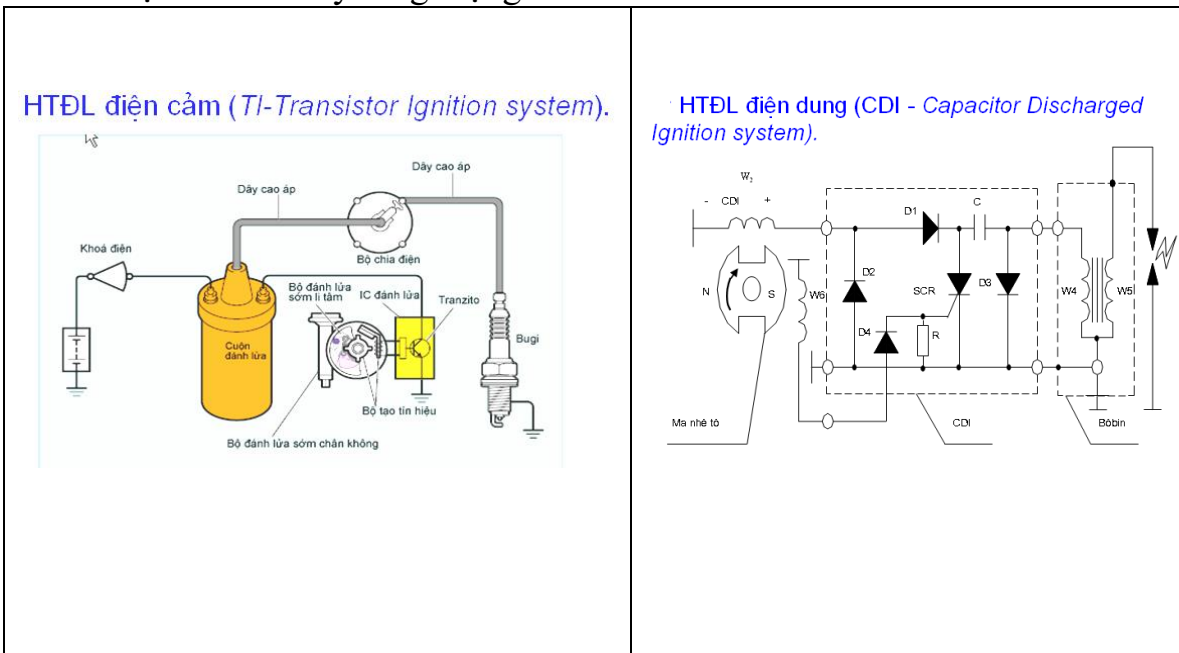 HTĐL điện cảm (TI-Transistor Ignition system).
Dây cao áp
Dây cao áp
Khoá điện
Bộ chia điện
Bộ đánh lửa
sớm li tâm
IC đánh lửa
Tranzito
Cuộn
đánh lửa
Bugi
Bộ tạo tín hiệu
Bộ đánh lửa sớm chân không
HTĐL điện dung (CDI - Capacitor Discharged
Ignition system).
- CDI +
D1
C
D2
N
S
W6
SCR
D3
W4
W5
D4
R
Ma nhê tô
CDI
Bôbin